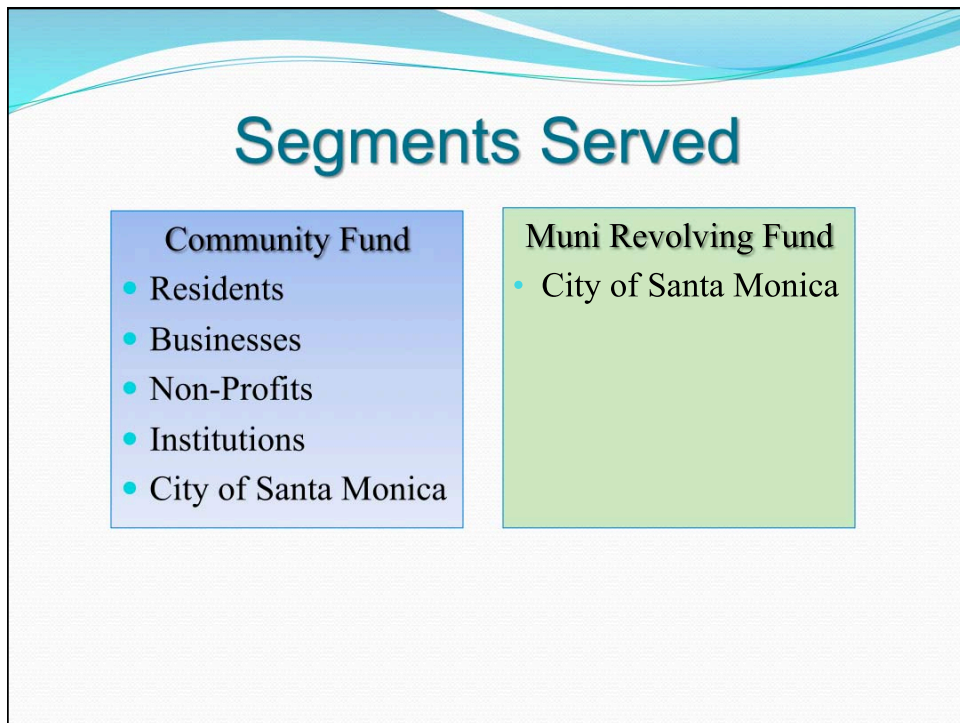 Segments Served
Community Fund
• Residents
• Businesses
• Non-Profits
• Institutions
• City of Santa Monica
Muni Revolving Fund
• City of Santa Monica